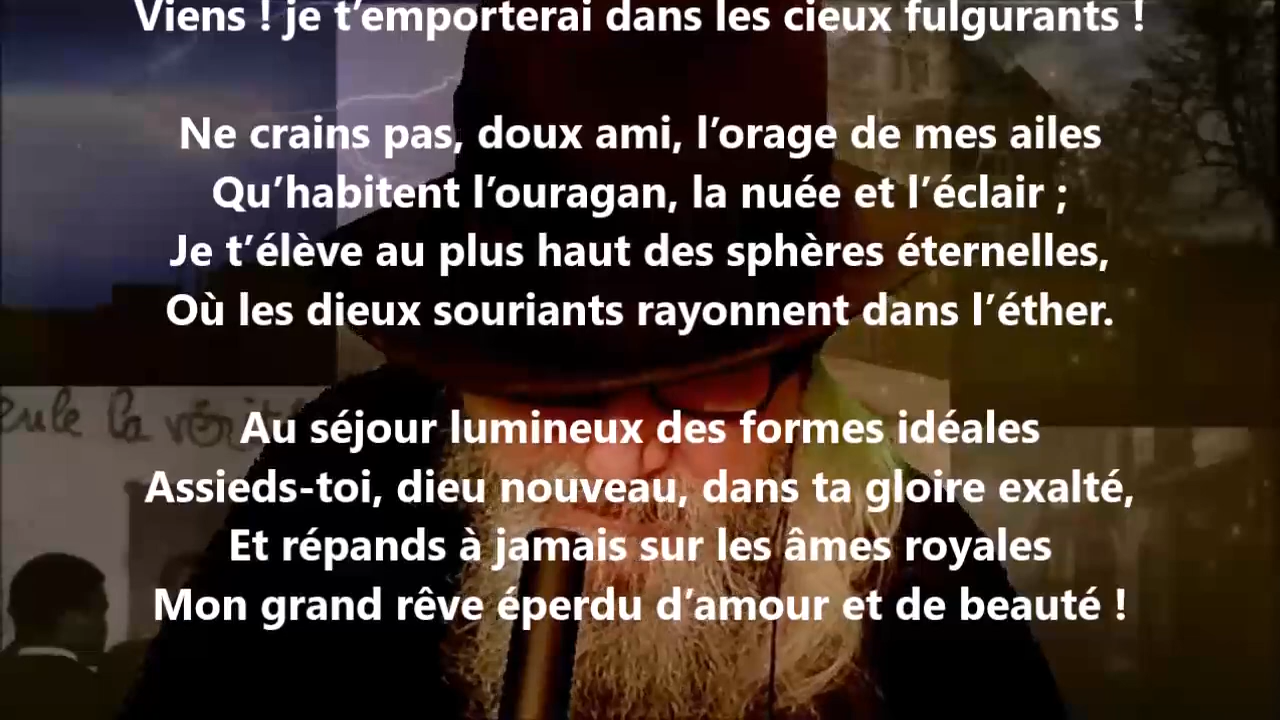 Viens ! je t’emporterai dans les cieux fulgurants !
Ne crains pas, doux ami, l’orage de mes ailes
Qu’habitent l’ouragan, la nuée et l’éclair ;
Je t’élève au plus haut des sphères éternelles,
Où les dieux souriants rayonnent dans l’éther.
Au séjour lumineux des formes idéales
Assieds-toi, dieu nouveau, dans ta gloire exalté,
Et répands à jamais sur les âmes royales
Mon grand rêve éperdu d’amour et de beauté !
la